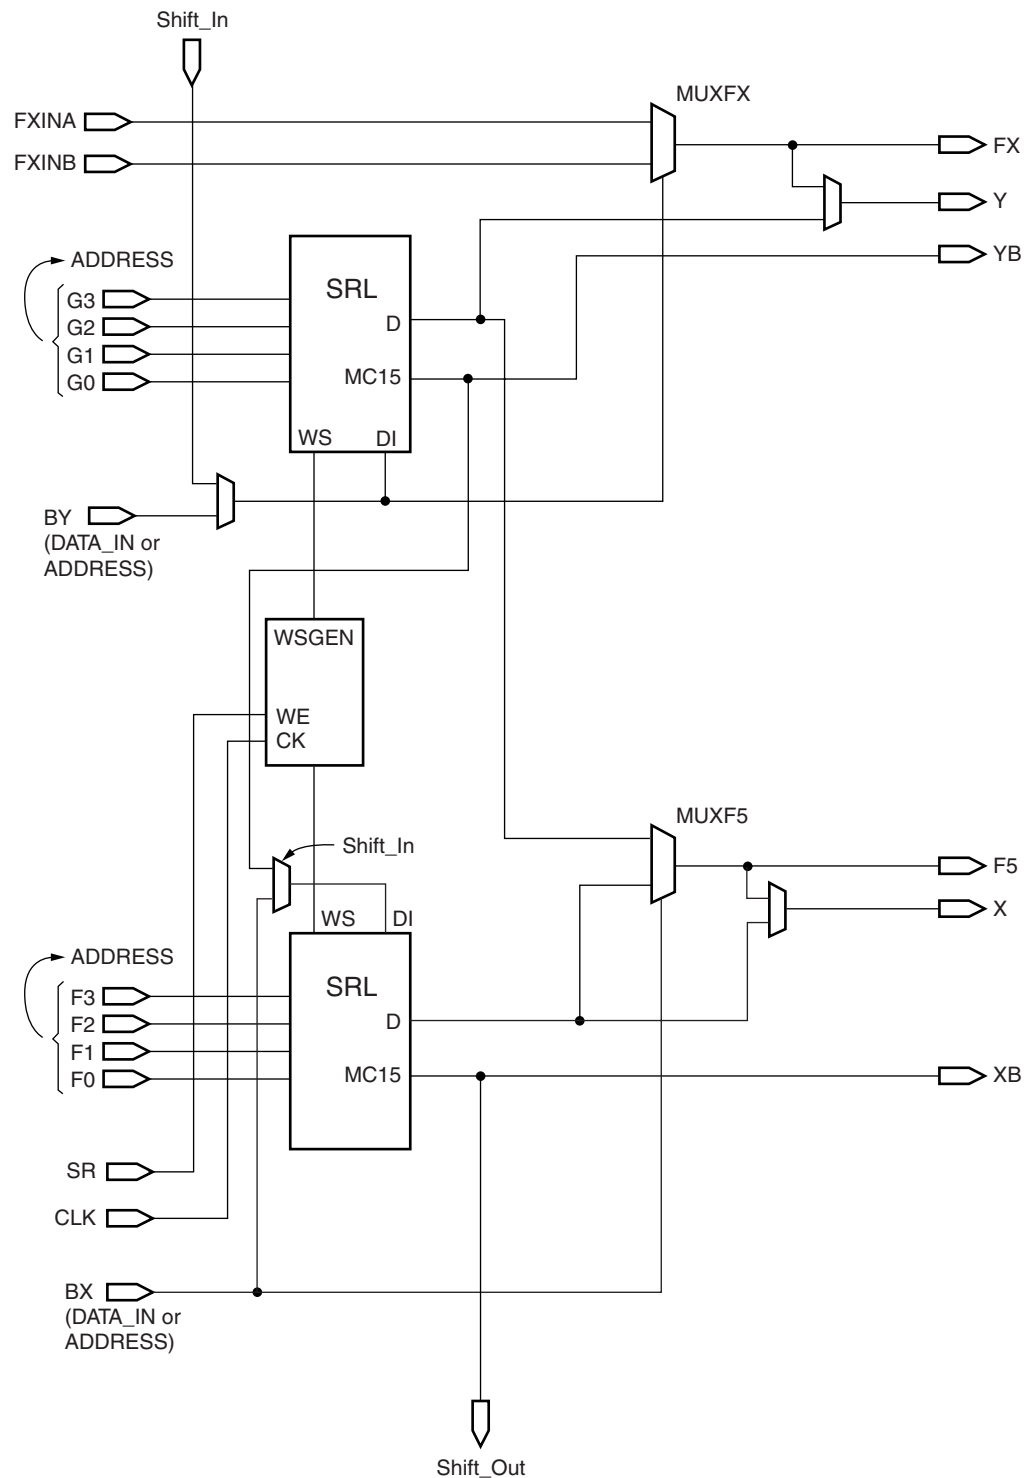 Shift_In
MUXFX
FXINA
FXINB
FX
Y
YB
ADDRESS
SRL
G3
G2
G1
G0
D
MC15
WS
DI
BY
(DATA_IN or
ADDRESS)
WSGEN
WE
CK
MUXF5
Shift_In
F5
X
WS
DI
ADDRESS
SRL
F3
F2
F1
F0
D
MC15
XB
SR
CLK
BX
(DATA_IN or
ADDRESS)
Shift_Out